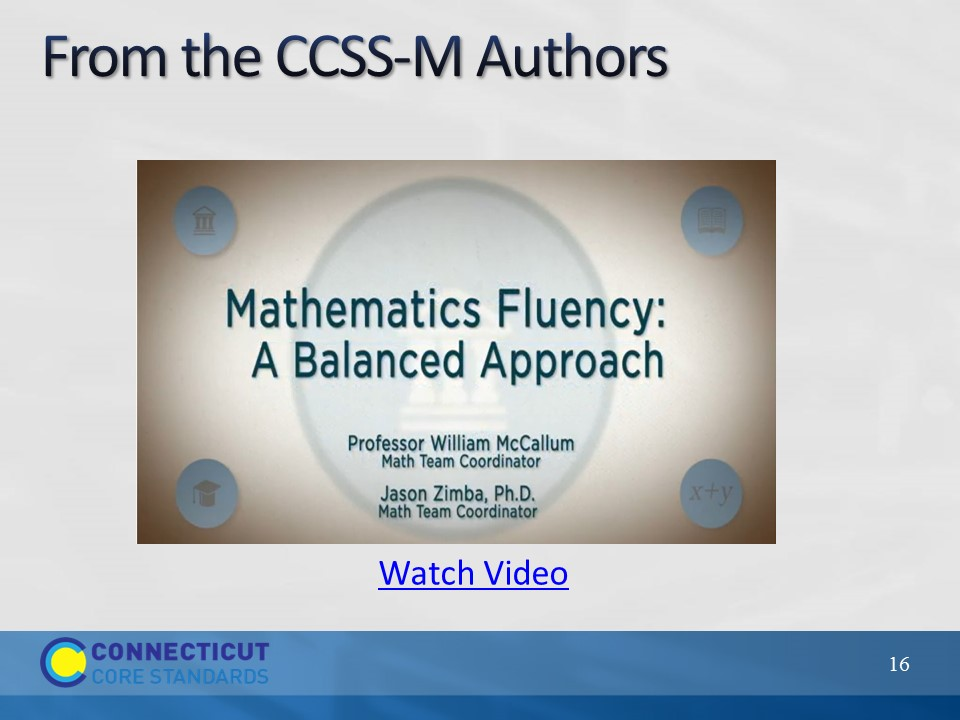 From the CCSS-M Authors
Mathematics Fluency:
A Balanced Approach
Professor William McCallum
Math Team Coordinator
Jason Zimba, Ph.D.
Math Team Coordinator
x+y
Watch Video
CONNECTICUT
CORE STANDARDS
16